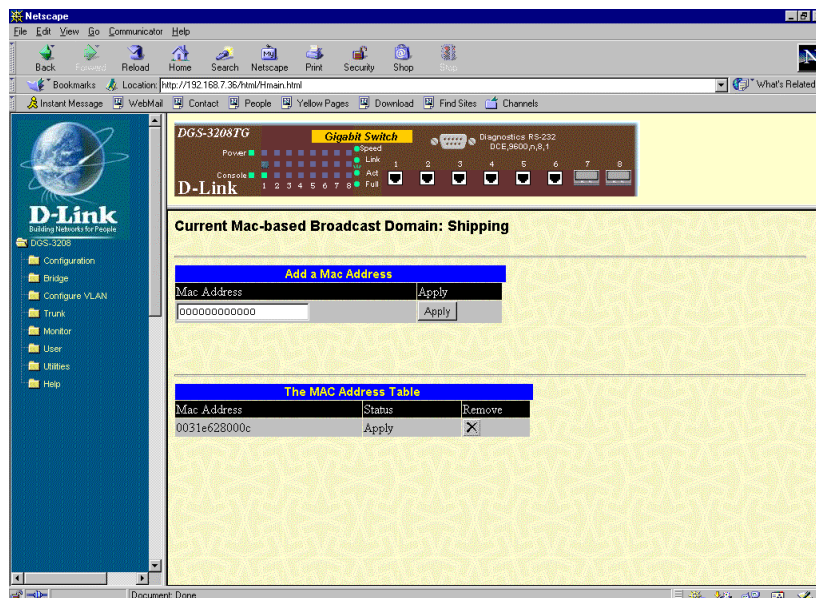 Netscape
File Edit View Go Communicator Help
Back Forward Reload Home Search Netscape Print Security Shop Stop
Bookmarks Location: http://192.168.7.36/html/Hmain.html What's Related
Instant Message WebMail Contact People Yellow Pages Download Find Sites Channels
D-Link
Building Networks for People
DGS-3208
Configuration
Bridge
Configure VLAN
Trunk
Monitor
User
Utilities
Help
DGS-3208TG Gigabit Switch Diagnostics RS-232
DCE,9600,n,8,1
Power Speed
Link
Console Act
Full
D-Link 1 2 3 4 5 6 7 8
1 2 3 4 5 6 7 8
Current Mac-based Broadcast Domain: Shipping
Add a Mac Address
Mac Address Apply
000000000000 Apply
The MAC Address Table
Mac Address Status Remove
0031e628000c Apply X
Document: Done